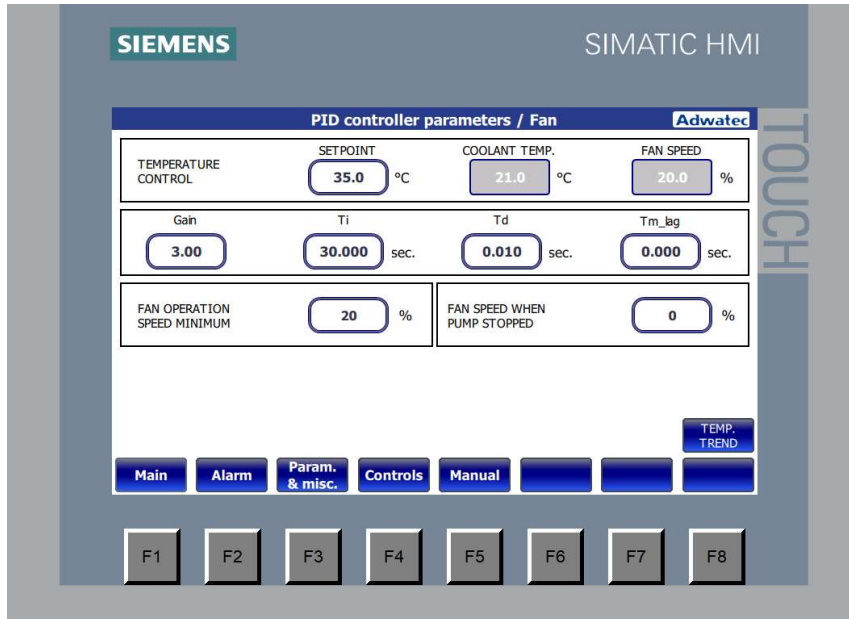 SIEMENS
SIMATIC HMI
TOUCH
PID controller parameters / Fan
Adwatec
TEMPERATURE
CONTROL
SETPOINT
35.0 °C
COOLANT TEMP.
21.0 °C
FAN SPEED
20.0 %
Gain
3.00
Ti
30.000 sec.
Td
0.010 sec.
Tm_lag
0.000 sec.
FAN OPERATION
SPEED MINIMUM
20 %
FAN SPEED WHEN
PUMP STOPPED
0 %
TEMP.
TREND
Main
Alarm
Param.
& misc.
Controls
Manual
F1
F2
F3
F4
F5
F6
F7
F8